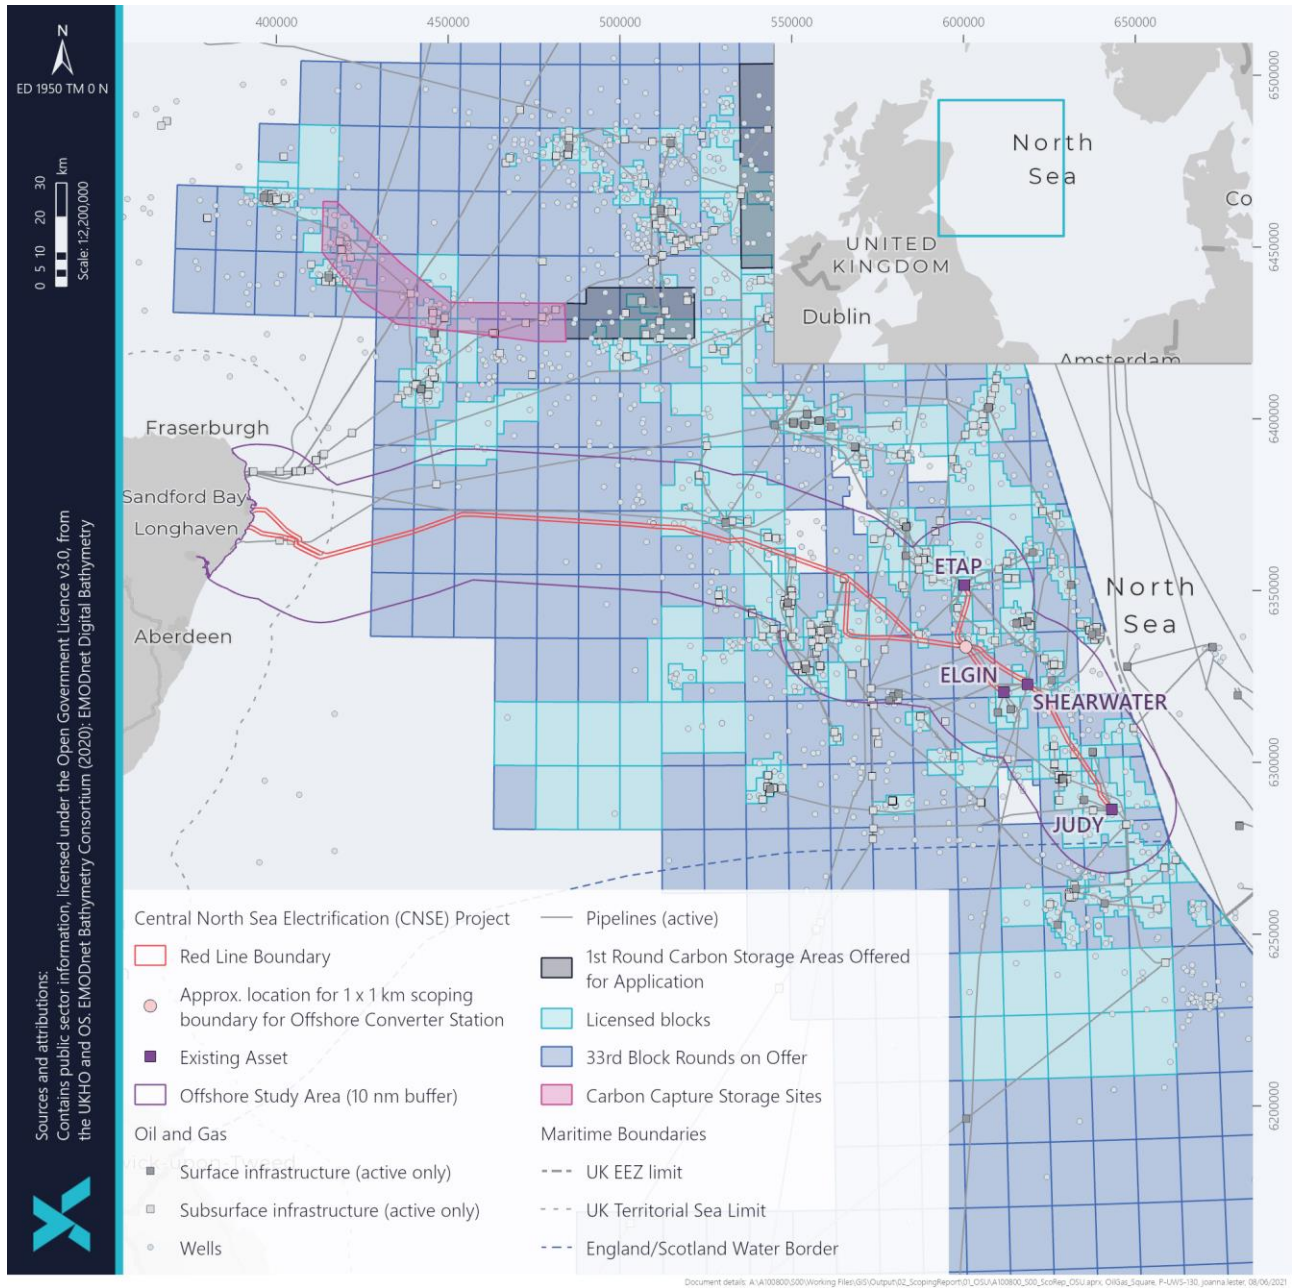 400000
450000
500000
550000
600000
650000
N
ED 1950 TM 0 N
0 5 10 20 30 km
Scale: 1:2,200,000
Sources and attributions:
Contains public sector information, licensed under the Open Government Licence v3.0, from
the UKHO and OS. EMODnet Bathymetry Consortium (2020): EMODnet Digital Bathymetry
6500000
6450000
6400000
6350000
6300000
6250000
6200000
North
Sea
UNITED
KINGDOM
Dublin
Amsterdam
Co
Fraserburgh
Sandford Bay
Longhaven
Aberdeen
ETAP
ELGIN
SHEARWATER
JUDY
North
Sea
Central North Sea Electrification (CNSE) Project
Red Line Boundary
Approx. location for 1 x 1 km scoping
boundary for Offshore Converter Station
Existing Asset
Offshore Study Area (10 nm buffer)
Oil and Gas
Surface infrastructure (active only)
Subsurface infrastructure (active only)
Wells
Pipelines (active)
1st Round Carbon Storage Areas Offered
for Application
Licensed blocks
33rd Block Rounds on Offer
Carbon Capture Storage Sites
Maritime Boundaries
UK EEZ limit
UK Territorial Sea Limit
England/Scotland Water Border